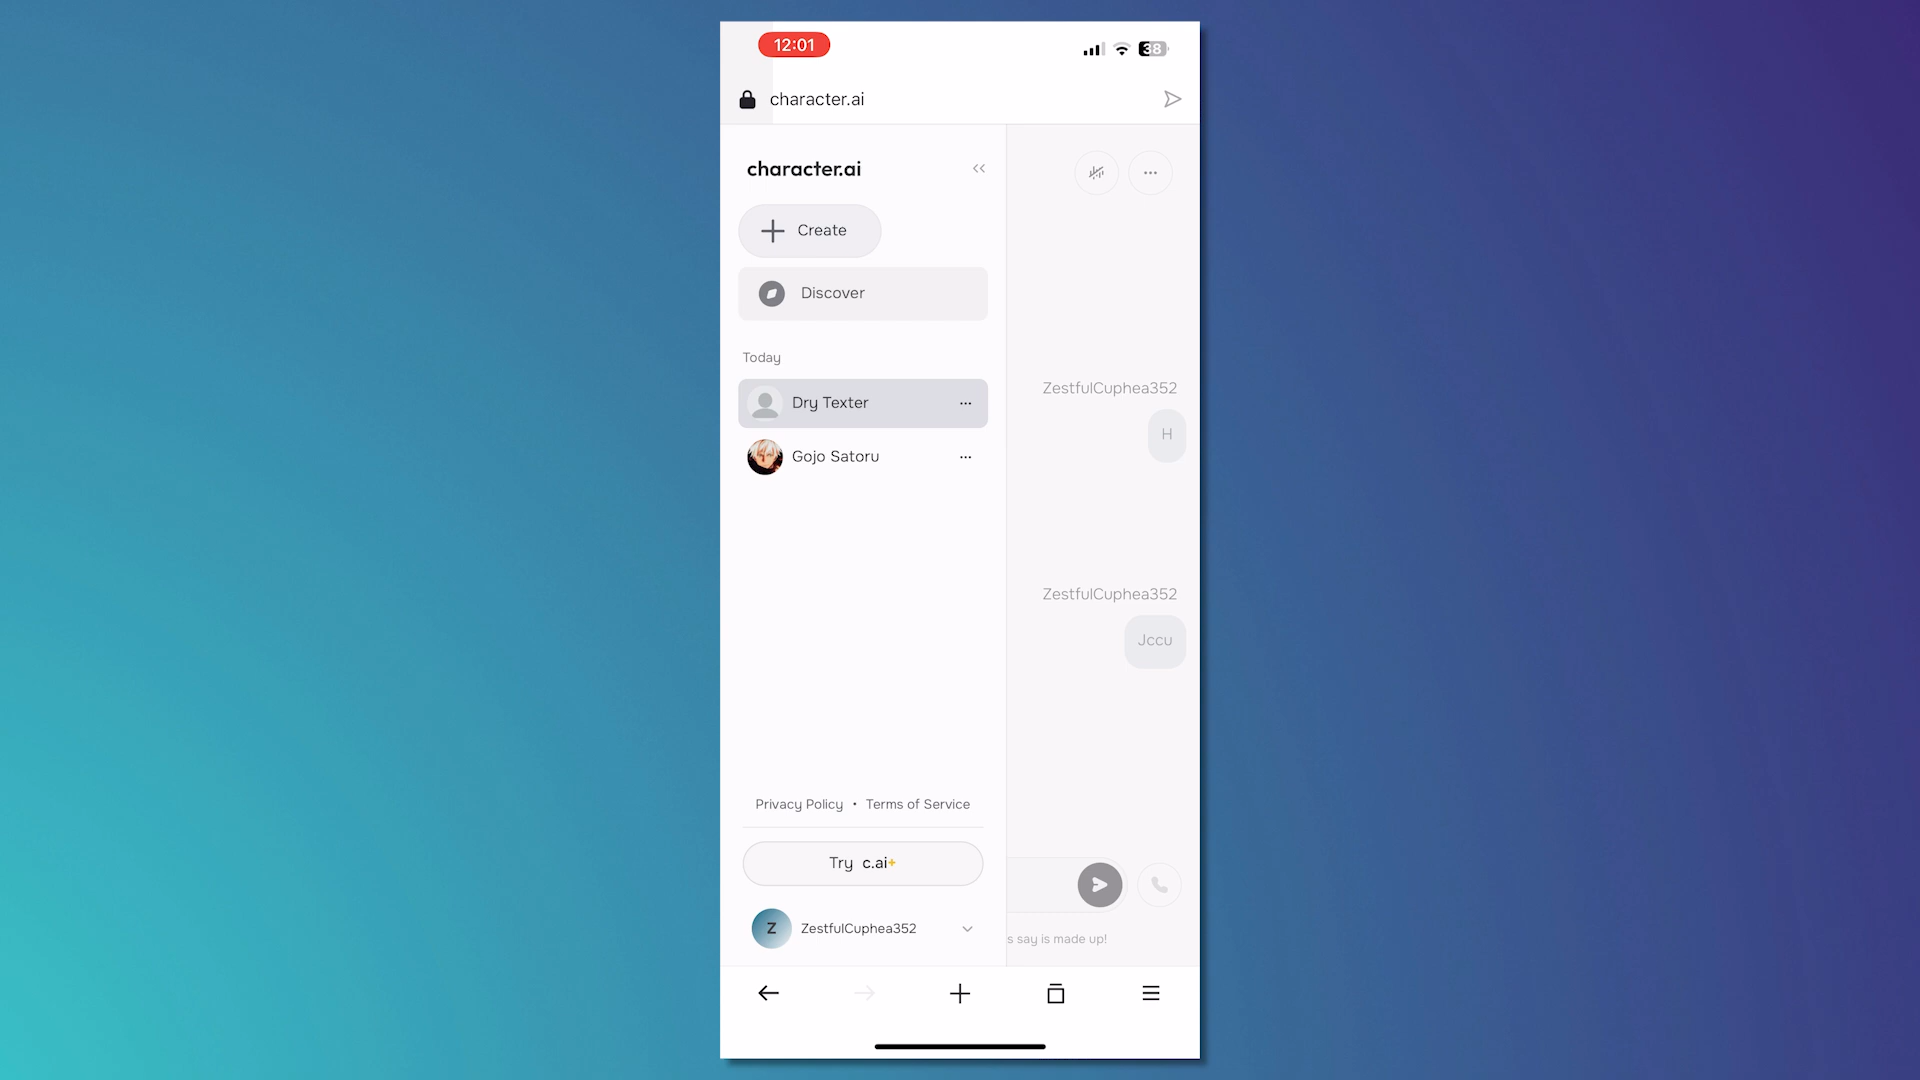 12:01
38
character.ai
character.ai
Create
Discover
Today
Dry Texter
Gojo Satoru
ZestfulCuphea352
H
ZestfulCuphea352
Jccu
Privacy Policy • Terms of Service
Try c.ai+
Z ZestfulCuphea352
s say is made up!